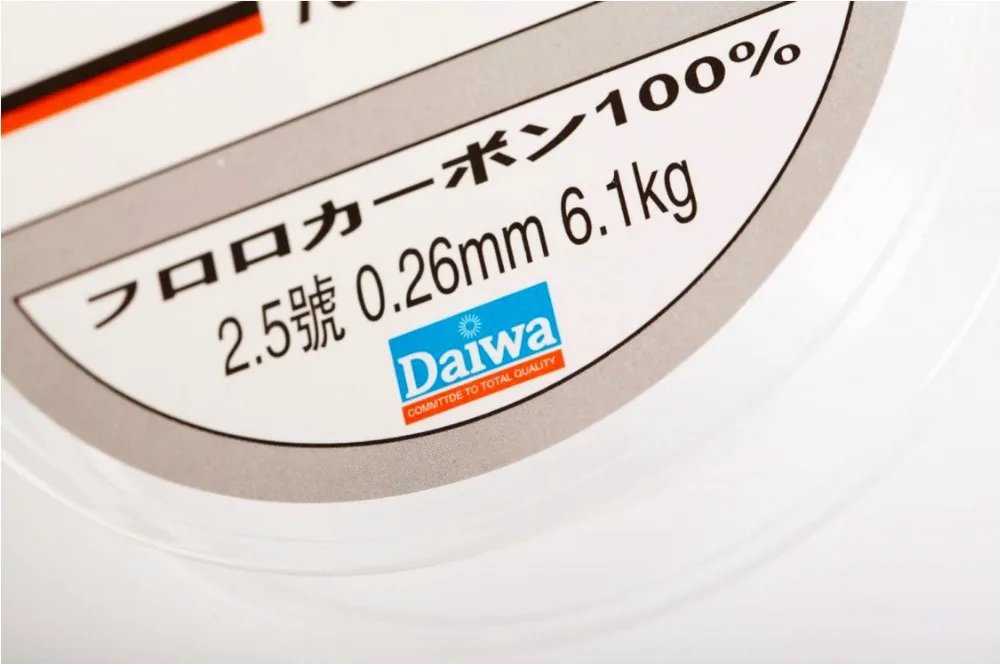 フロロカーボン100%
2.5號 0.26mm 6.1kg
Daiwa
COMMTTDE TO TOTAL QUALITY